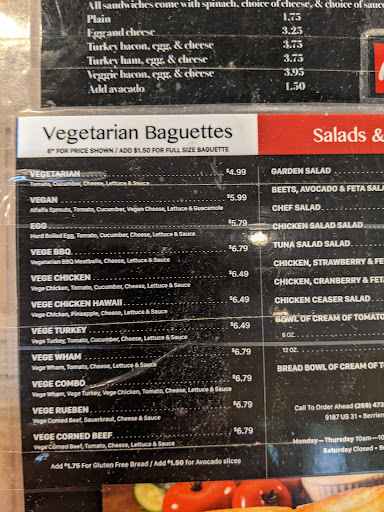 All sandwiches come with spinach, choice of cheese, & choice of sauce
Plain 1.75
Egg and cheese 3.25
Turkey bacon, egg, & cheese 3.75
Turkey ham, egg, & cheese 3.75
Veggie bacon, egg, & cheese 3.95
Add avacado 1.50
Vegetarian Baguettes
6" FOR PRICE SHOWN / ADD $1.50 FOR FULL SIZE BAGUETTE
VEGETARIAN $4.99
Tomato, Cucumber, Cheese, Lettuce & Sauce
VEGAN $5.99
Alfalfa Sprouts, Tomato, Cucumber, Vegan Cheese, Lettuce & Guacamole
EGG $5.79
Hard Boiled Egg, Tomato, Cucumber, Cheese, Lettuce & Sauce
VEGE BBQ $6.79
Vegetarian BBQ Meatballs, Cheese, Lettuce & Sauce
VEGE CHICKEN $6.49
Vege Chicken, Tomato, Cucumber, Cheese, Lettuce & Sauce
VEGE CHICKEN HAWAII $6.49
Vege Chicken, Pineapple, Cheese, Lettuce & Sauce
VEGE TURKEY $6.49
Vege Turkey, Tomato, Cucumber, Cheese, Lettuce & Sauce
VEGE WHAM $6.79
Vege Wham, Tomato, Cheese, Lettuce & Sauce
VEGE COMBO $6.79
Vege Wham, Vege Turkey, Vege Chicken, Tomato, Cheese, Lettuce & Sauce
VEGE RUEBEN $6.79
Vege Corned Beef, Sauerkraut, Cheese & Sauce
VEGE CORNED BEEF $6.79
Vege Corned Beef, Tomato, Cheese, Lettuce & Sauce
Add $1.75 For Gluten Free Bread / Add $1.50 for Avocado slices
Salads &
GARDEN SALAD
BEETS, AVOCADO & FETA SALA
CHEF SALAD
CHICKEN SALAD SALAD
TUNA SALAD SALAD
CHICKEN, STRAWBERRY & FE
CHICKEN, CRANBERRY & FETA
CHICKEN CEASER SALAD
BOWL OF CREAM OF TOMATO
8 OZ.
12 OZ.
BREAD BOWL OF CREAM OF T
Call To Order Ahead (269) 473
9187 US 31 • Berrien
Monday—Thursday 10am—10
Saturday Closed • S